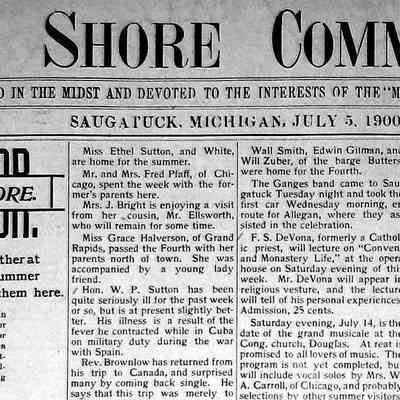 SHORE COMM
D IN THE MIDST AND DEVOTED TO THE INTERESTS OF THE "M
SAUGATUCK, MICHIGAN, JULY 5, 1900
ORE.
ther at
ummer
them here.
Miss Ethel Sutton, and White,
are home for the summer.
Mr. and Mrs. Fred Pfaff, of Chi-
cago, spent the week with the for-
mer's parents here.
Mrs. J. Bright is enjoying a visit
from her cousin, Mr. Ellsworth,
who will remain for some time.
Miss Grace Halverson, of Grand
Rapids, passed the Fourth with her
parents north of town. She was
accompanied by a young lady
friend.
Hon. W. P. Sutton has been
quite seriously ill for the past week
or so, but is at present slightly bet-
ter. His illness is a result of the
fever he contracted while in Cuba
on military duty during the war
with Spain.
Rev. Brownlow has returned from
his trip to Canada, and surprised
many by coming back single. He
says that this trip was merely to
Wall Smith, Edwin Gilman, and
Will Zuber, of the barge Butters
were home for the Fourth.
The Ganges band came to Sau-
gatuck Tuesday night and took the
first car Wednesday morning, en
route for Allegan, where they as-
sisted in the celebration.
F. S. DeVona, formerly a Cathol-
ic priest, will lecture on "Conven
and Monastery Life," at the opera
house on Saturday evening of this
week. Mr. DeVona will appear i
religious vesture, and the lecture
will tell of his personal experiences
Admission, 25 cents.
Saturday evening, July 14, is the
date of the grand musicale at the
Cong. church, Douglas. A treat is
promised to all lovers of music. The
program is not yet completed, bu
will include vocal solos by Mrs. W
A. Carroll, of Chicago, and probably
selections by other summer visitors